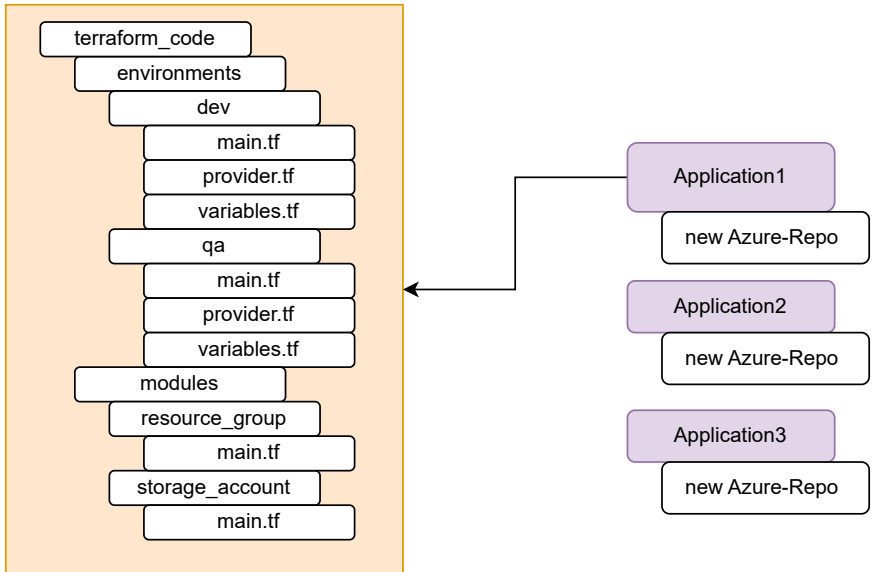 terraform_code
environments
dev
main.tf
provider.tf
variables.tf
qa
main.tf
provider.tf
variables.tf
modules
resource_group
main.tf
storage_account
main.tf
Application1
new Azure-Repo
Application2
new Azure-Repo
Application3
new Azure-Repo